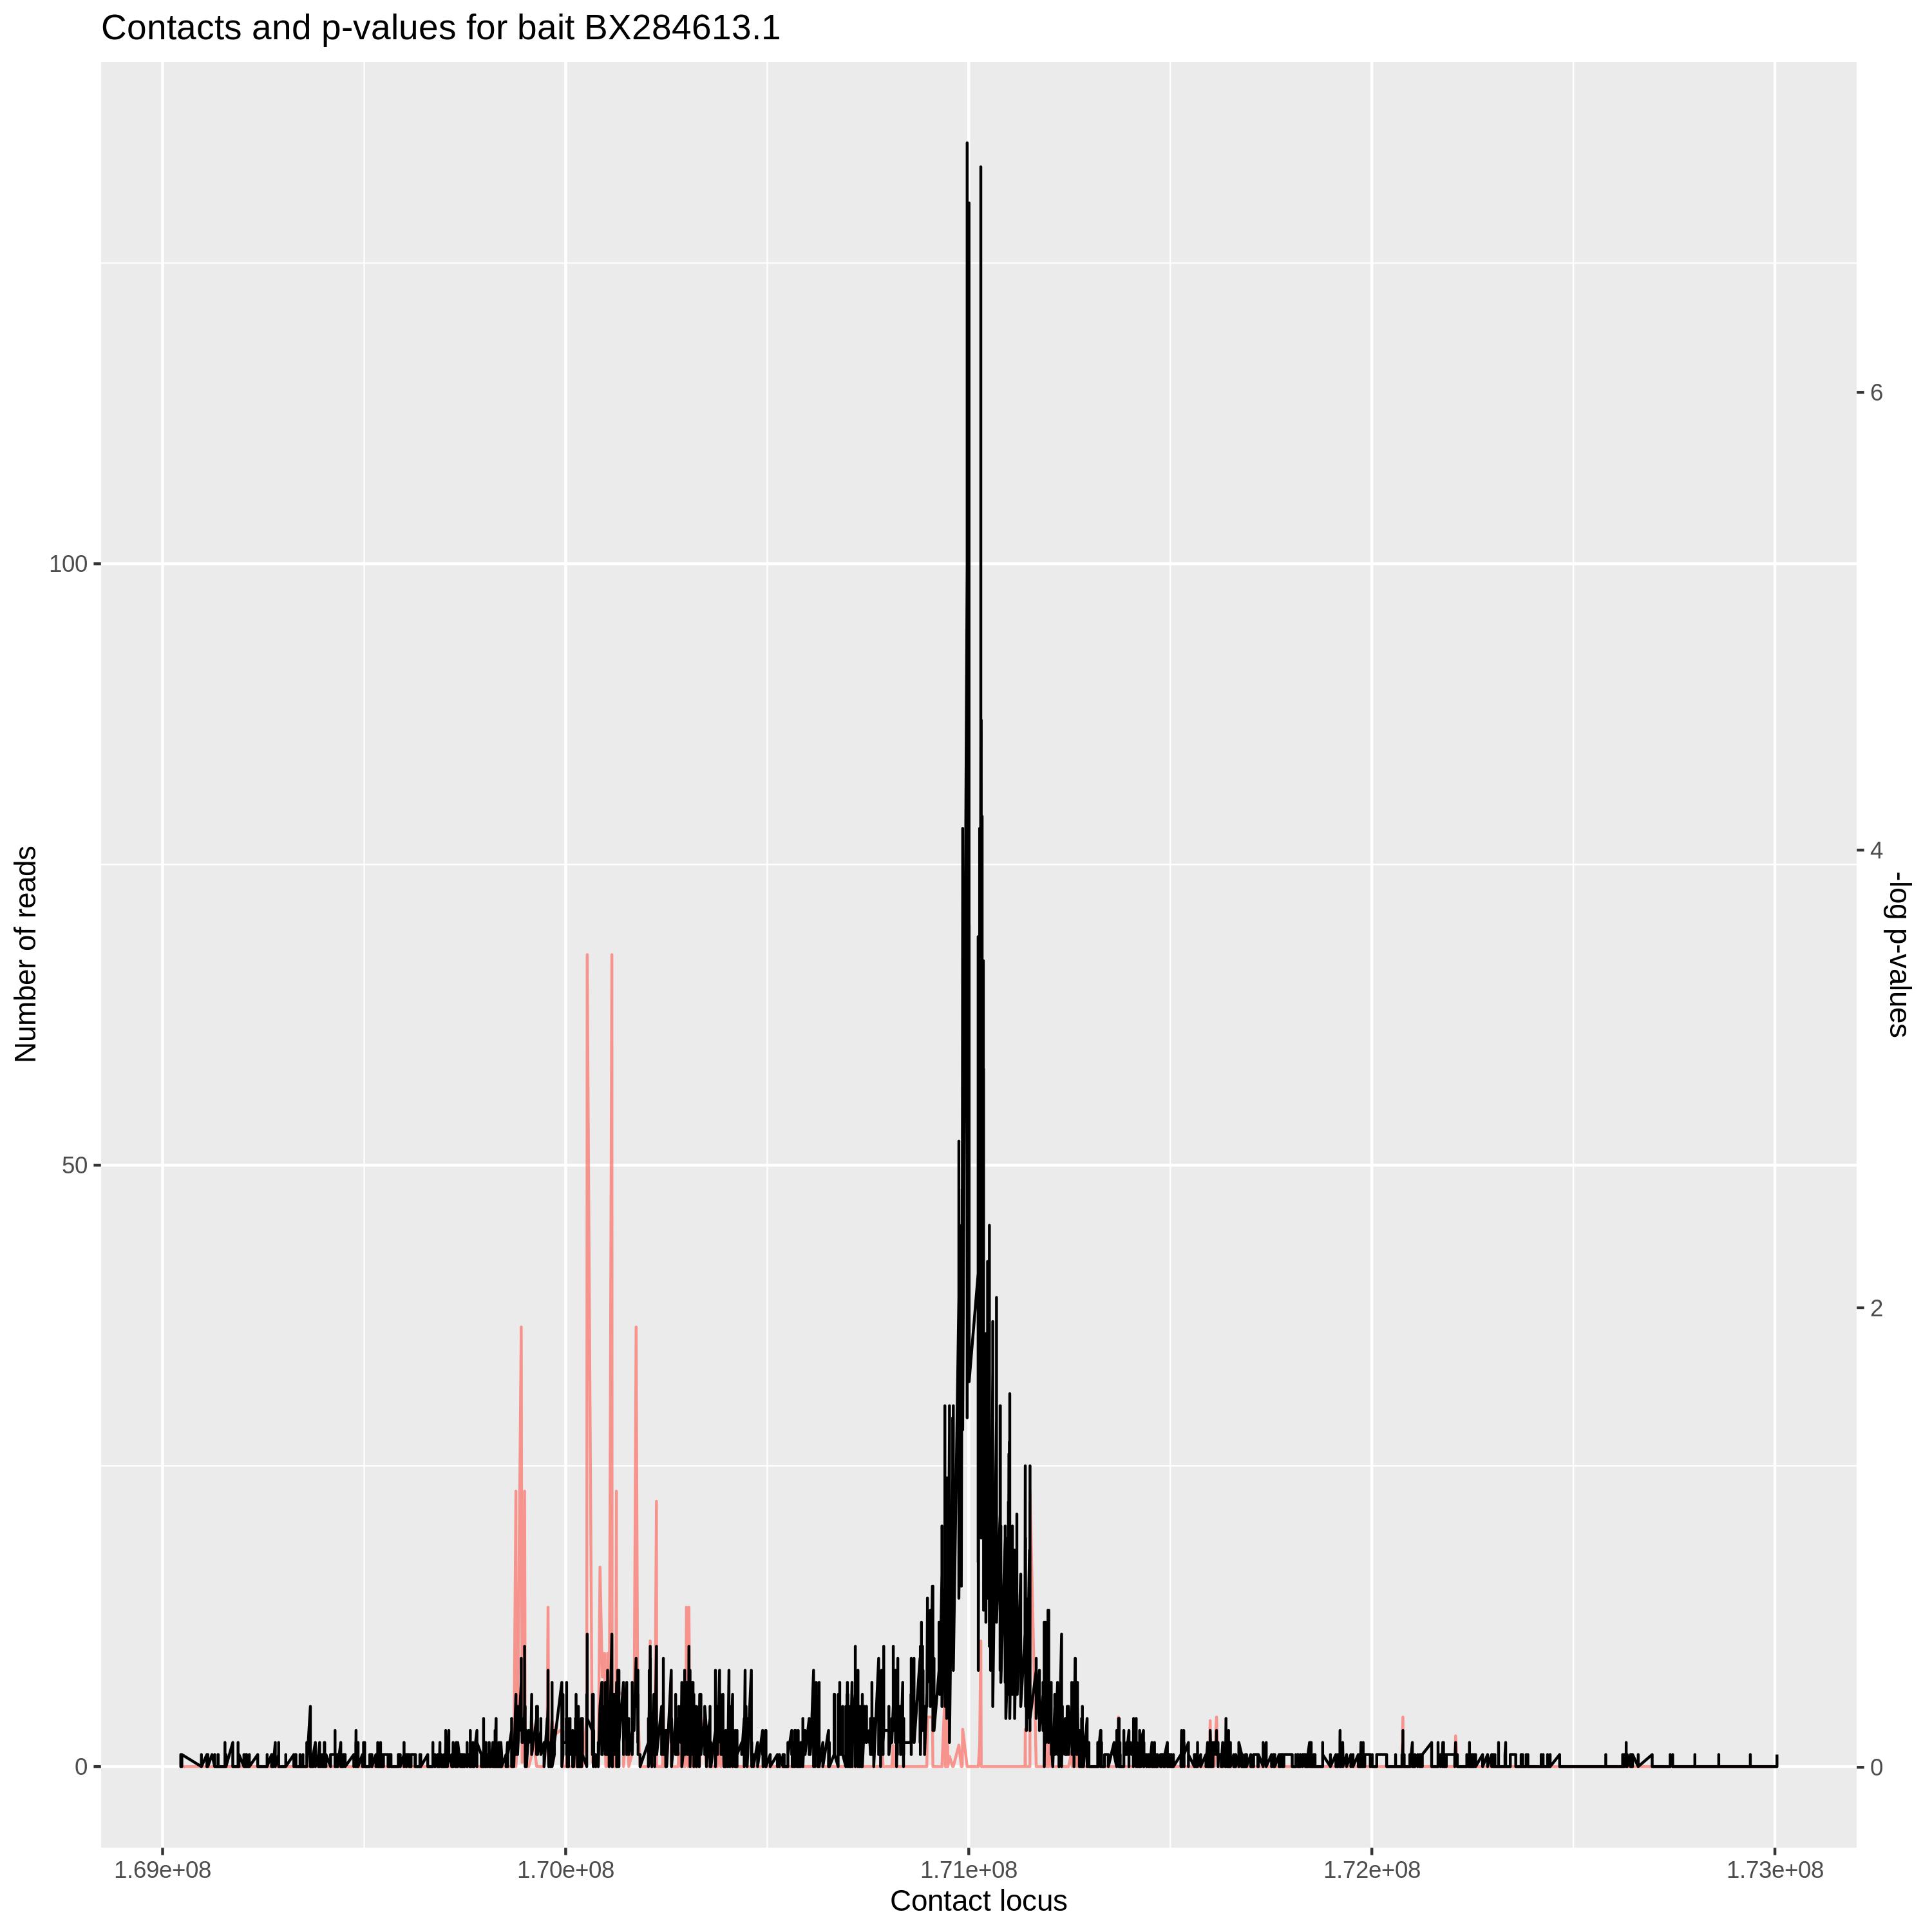 Contacts and p-values for bait BX284613.1
Number of reads
100
50
0
6
4
2
0
-log p-values
1.69e+08 1.70e+08 1.71e+08 1.72e+08 1.73e+08
Contact locus